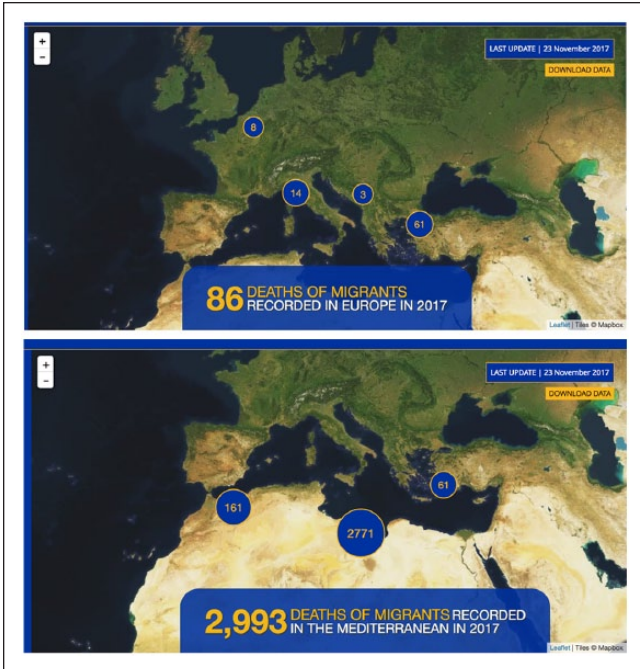 +
-
LAST UPDATE | 23 November 2017
DOWNLOAD DATA
8
14
3
61
86 DEATHS OF MIGRANTS
RECORDED IN EUROPE IN 2017
Leaflet | Tiles © Mapbox
+
-
LAST UPDATE | 23 November 2017
DOWNLOAD DATA
61
161
2771
2,993 DEATHS OF MIGRANTS RECORDED
IN THE MEDITERRANEAN IN 2017
Leaflet | Tiles © Mapbox